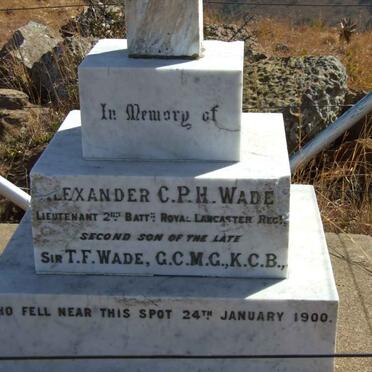 In Memory of
LEXANDER C.P.H. WADE
LIEUTENANT 2ND BATTN ROYAL LANCASTER REGT,
SECOND SON OF THE LATE
SIR T.F. WADE, G.C.M.G., K.C.B.,
HO FELL NEAR THIS SPOT 24TH JANUARY 1900.